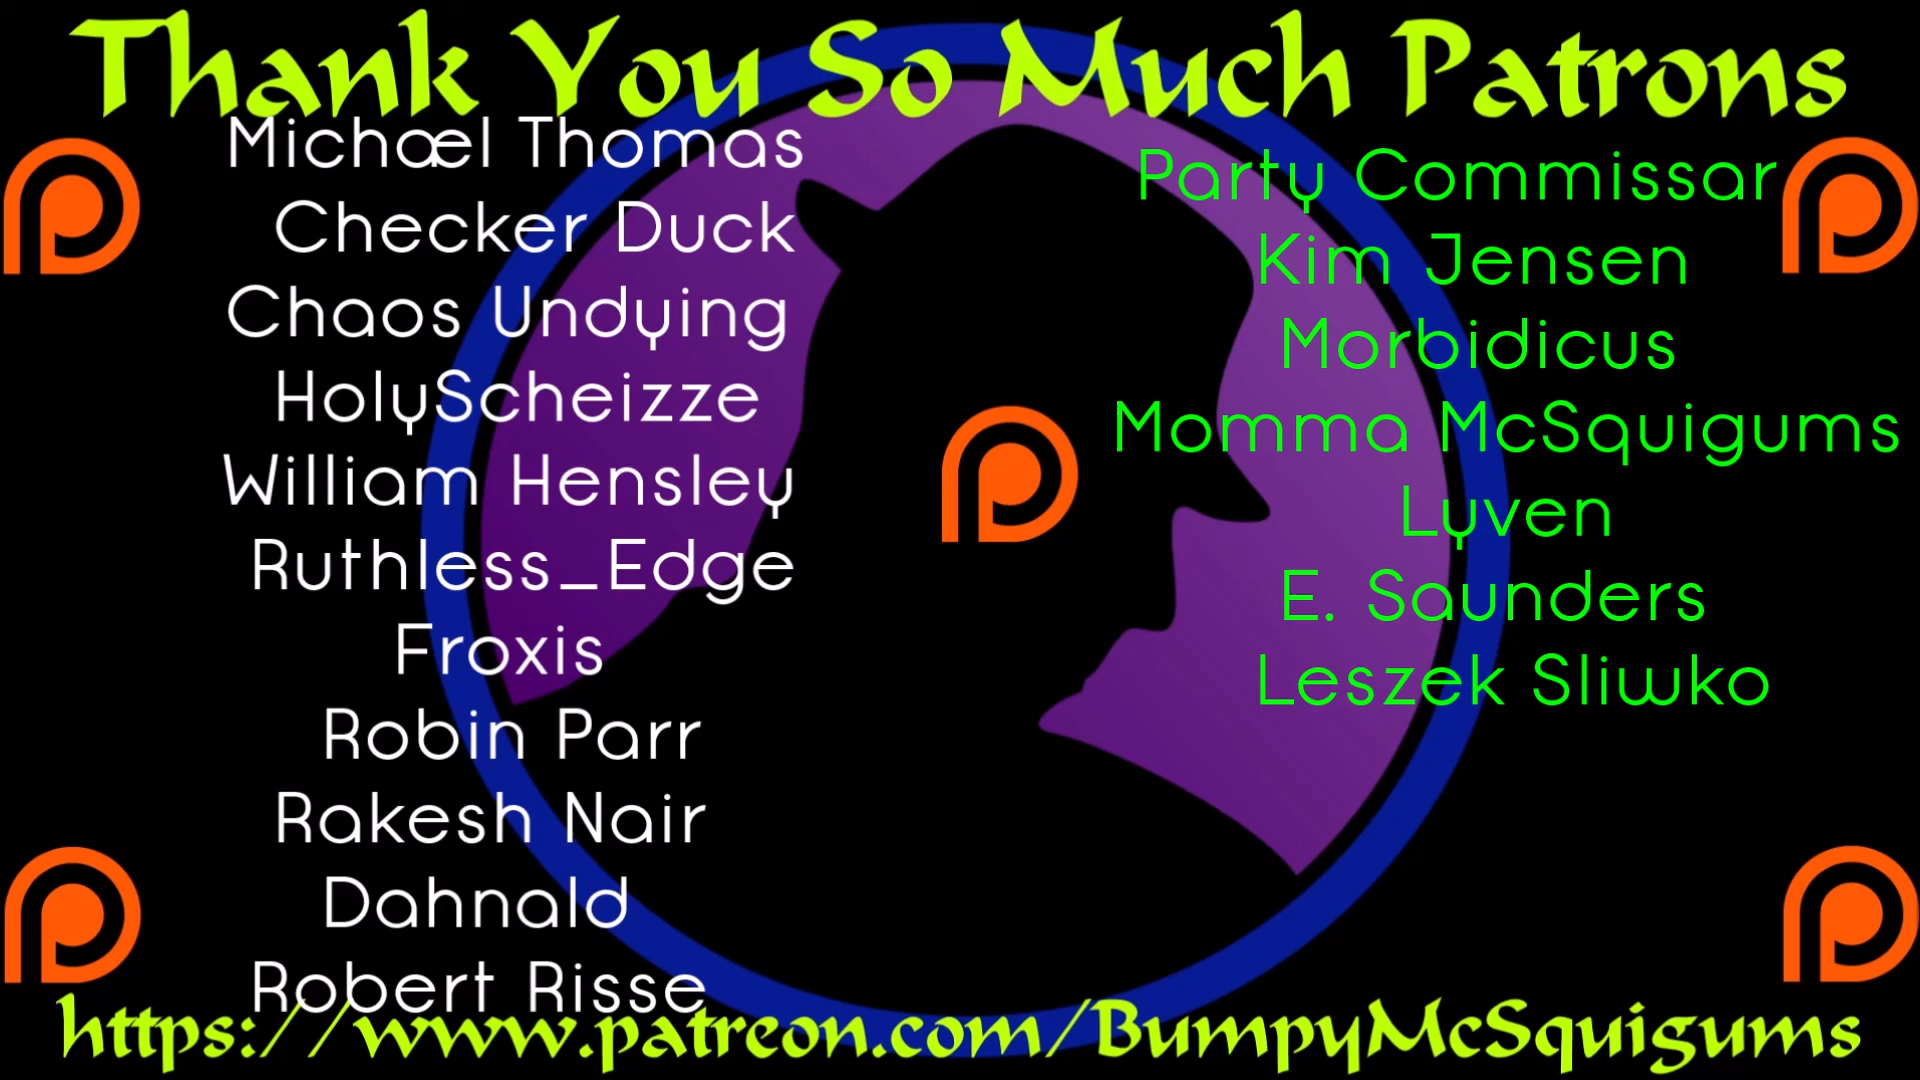 Thank You So Much Patrons
Michael Thomas
Checker Duck
Chaos Undying
HolyScheizze
William Hensley
Ruthless_Edge
Froxis
Robin Parr
Rakesh Nair
Dahnald
Robert Risse
Party Commissar
Kim Jensen
Morbidicus
Momma McSquigums
Lyven
E. Saunders
Leszek Sliwko
https://www.patreon.com/BumpyMcSquigums